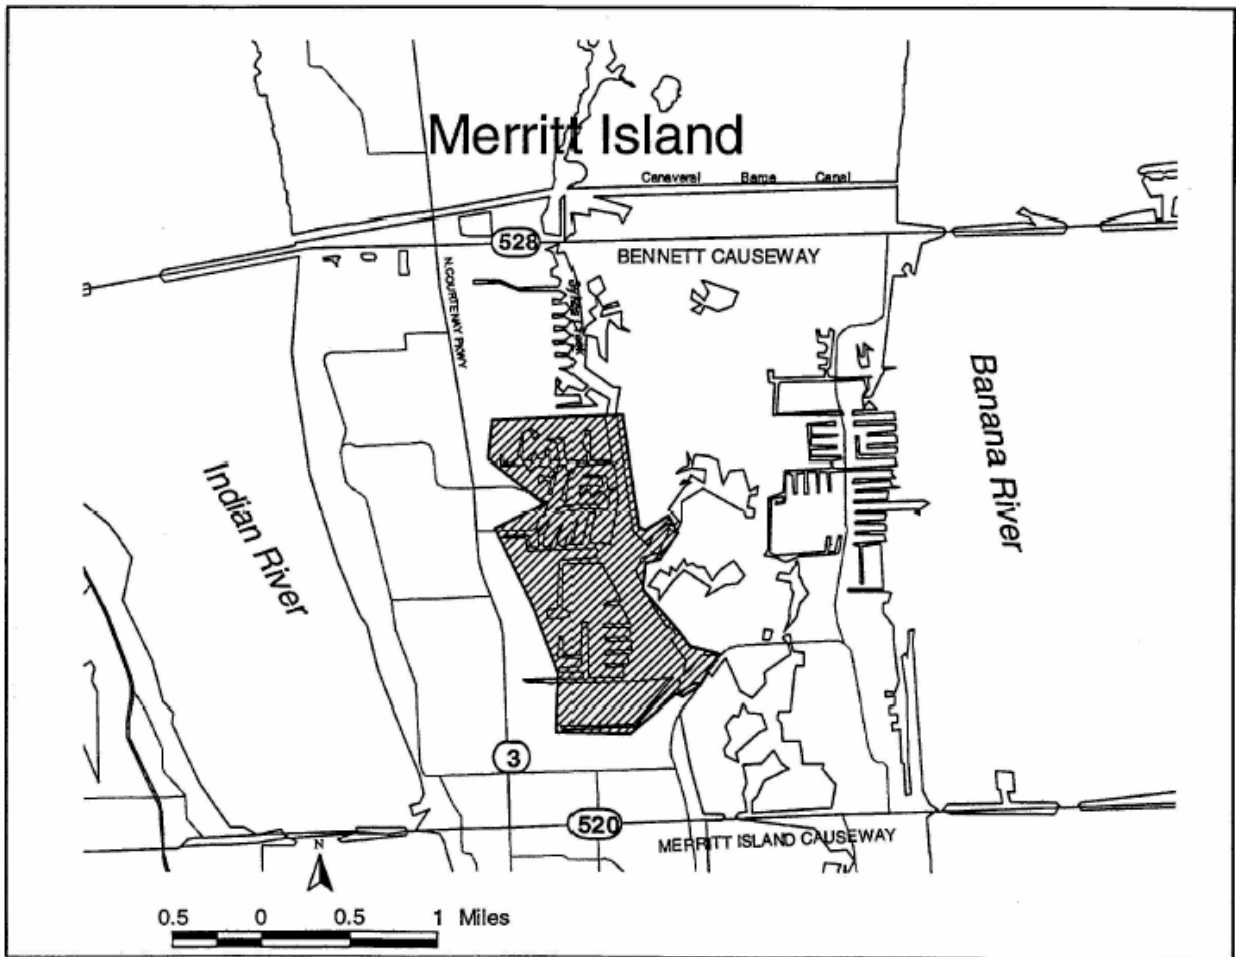 Merritt Island
Canaveral Barge Canal
528
BENNETT CAUSEWAY
N.COURTENAY PKWY
Banana River
Indian River
3
520
MERRITT ISLAND CAUSEWAY
N
0.5 0 0.5 1 Miles